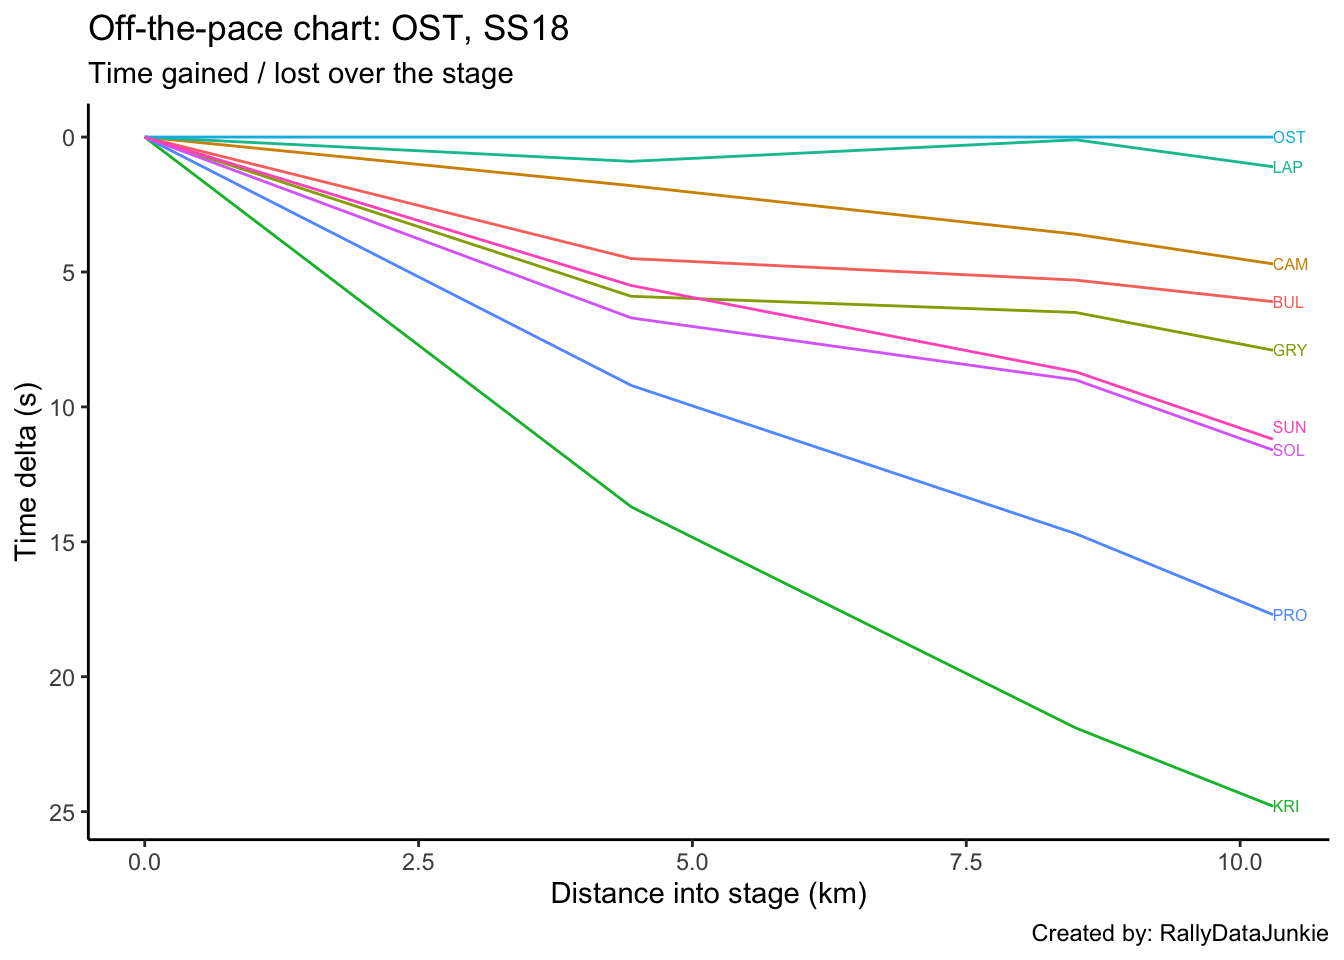 Off-the-pace chart: OST, SS18
Time gained / lost over the stage
Time delta (s)
0
5
10
15
20
25
OST
LAP
CAM
BUL
GRY
SUN
SOL
PRO
KRI
0.0 2.5 5.0 7.5 10.0
Distance into stage (km)
Created by: RallyDataJunkie